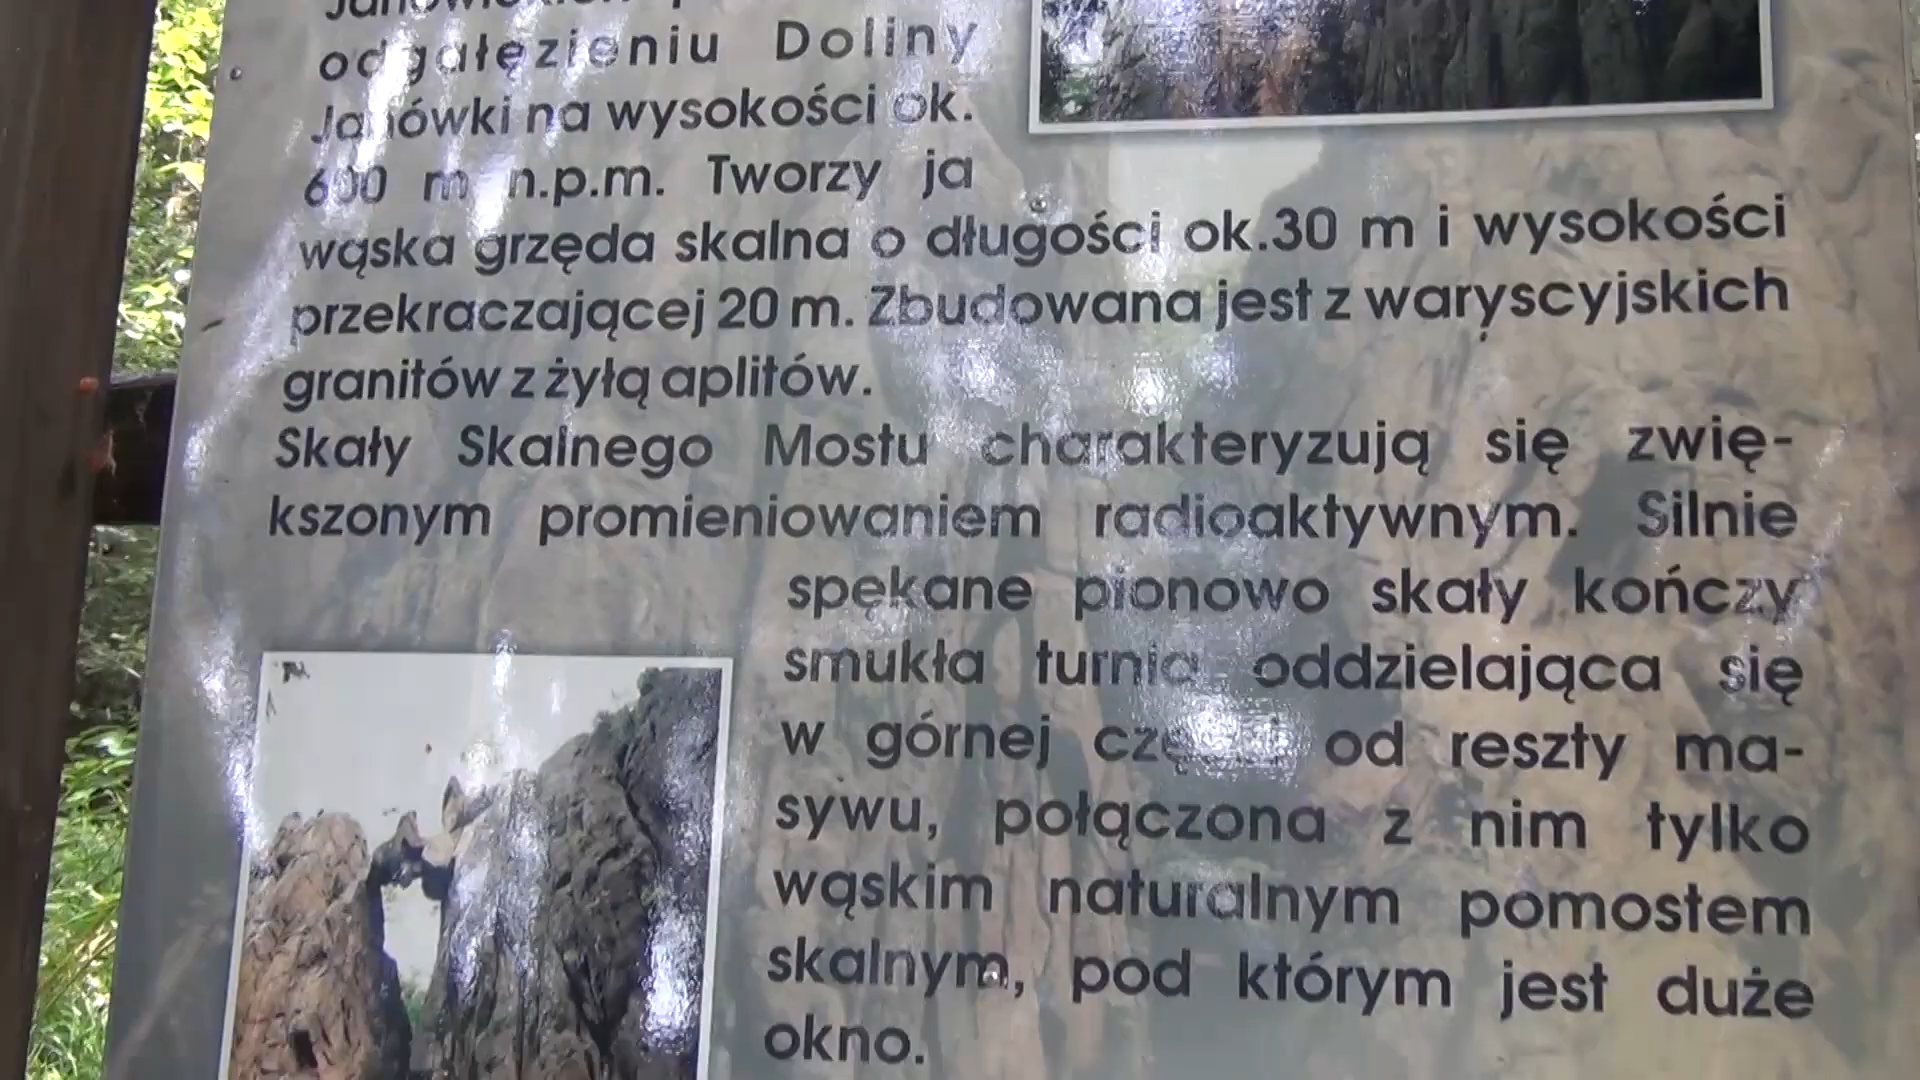 odgałęzieniu Doliny
Janówki na wysokości ok.
600 m n.p.m. Tworzy ja
wąska grzęda skalna o długości ok.30 m i wysokości
przekraczającej 20 m. Zbudowana jest z waryscyjskich
granitów z żyłą aplitów.
Skały Skalnego Mostu charakteryzują się zwię-
kszonym promieniowaniem radioaktywnym. Silnie
spękane pionowo skały kończy
smukła turnia oddzielająca się
w górnej części od reszty ma-
sywu, połączona z nim tylko
wąskim naturalnym pomostem
skalnym, pod którym jest duże
okno.